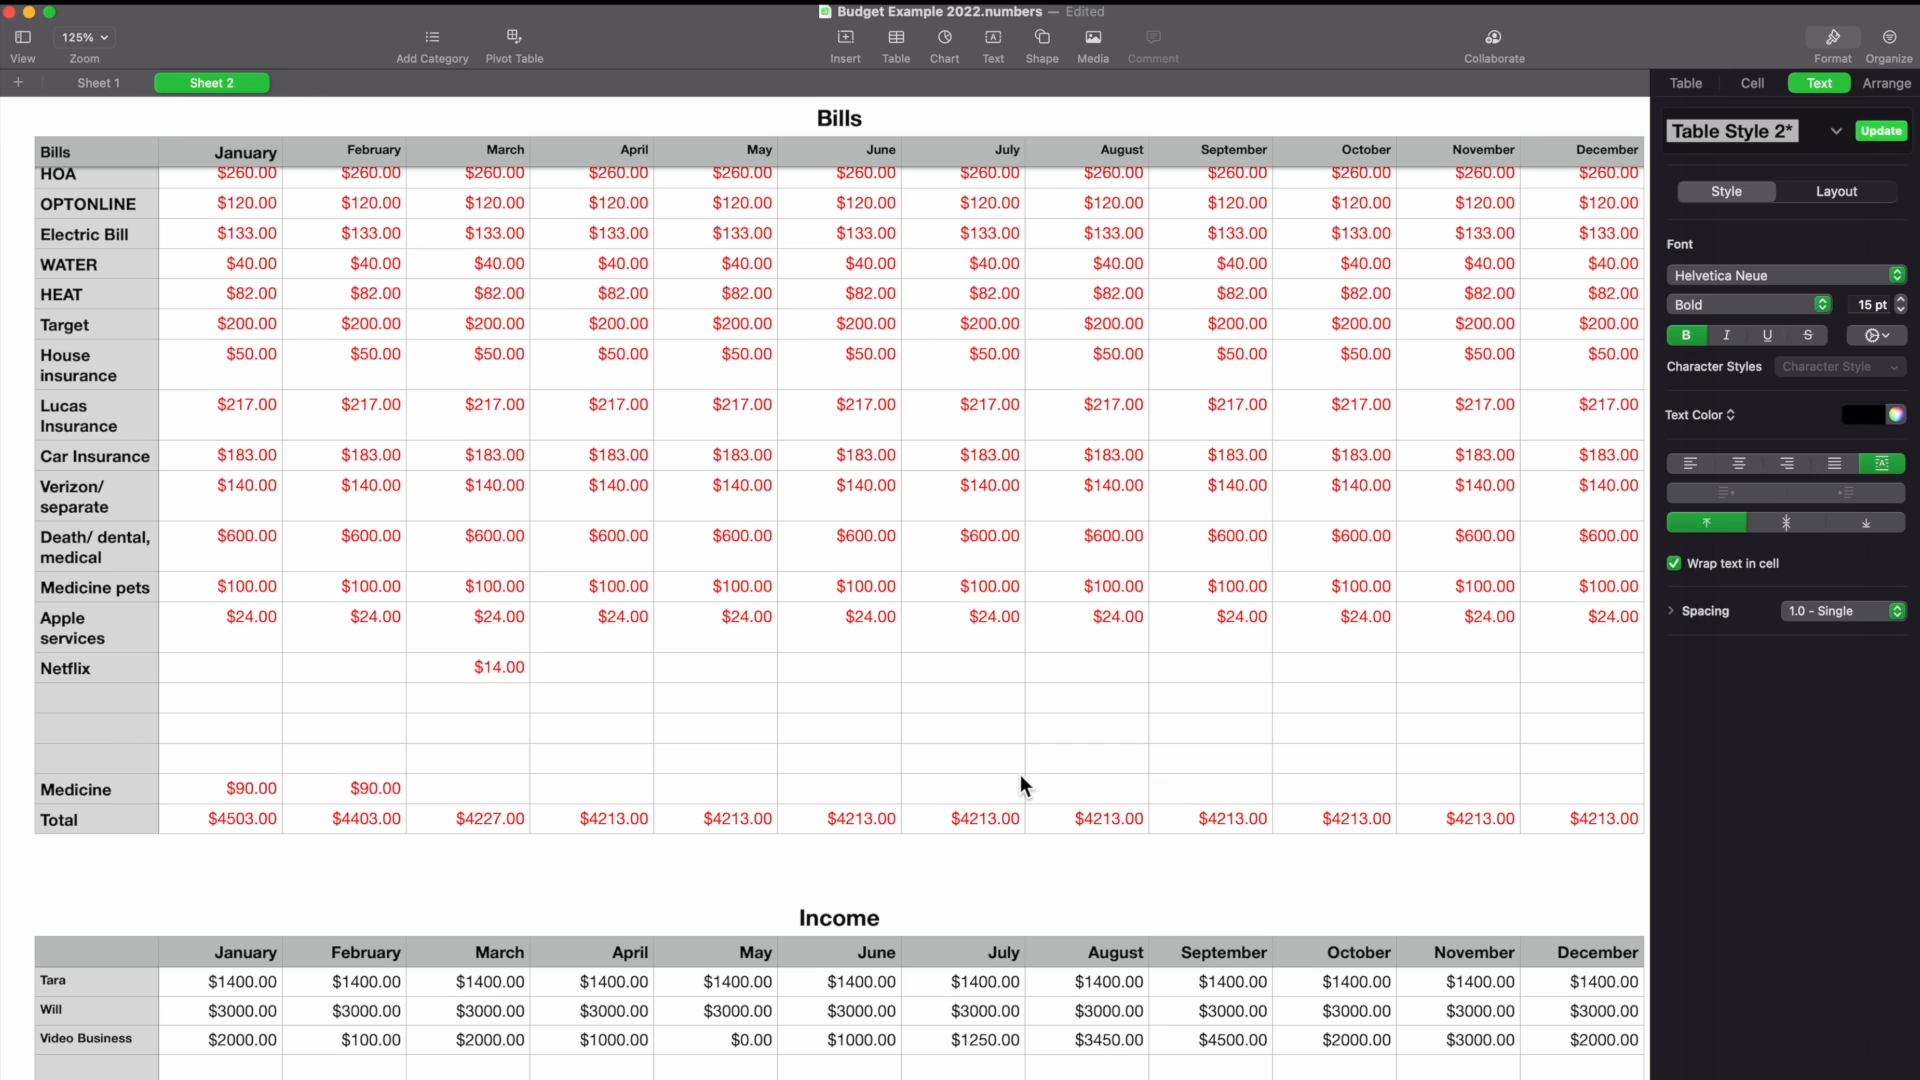 Budget Example 2022.numbers — Edited
125%
View Zoom Add Category Pivot Table Insert Table Chart Text Shape Media Comment Collaborate Format Organize
+ Sheet 1 Sheet 2
Table Cell Text Arrange
Bills
Bills January February March April May June July August September October November December
HOA $260.00 $260.00 $260.00 $260.00 $260.00 $260.00 $260.00 $260.00 $260.00 $260.00 $260.00 $260.00
OPTONLINE $120.00 $120.00 $120.00 $120.00 $120.00 $120.00 $120.00 $120.00 $120.00 $120.00 $120.00 $120.00
Electric Bill $133.00 $133.00 $133.00 $133.00 $133.00 $133.00 $133.00 $133.00 $133.00 $133.00 $133.00 $133.00
WATER $40.00 $40.00 $40.00 $40.00 $40.00 $40.00 $40.00 $40.00 $40.00 $40.00 $40.00 $40.00
HEAT $82.00 $82.00 $82.00 $82.00 $82.00 $82.00 $82.00 $82.00 $82.00 $82.00 $82.00 $82.00
Target $200.00 $200.00 $200.00 $200.00 $200.00 $200.00 $200.00 $200.00 $200.00 $200.00 $200.00 $200.00
House $50.00 $50.00 $50.00 $50.00 $50.00 $50.00 $50.00 $50.00 $50.00 $50.00 $50.00 $50.00
insurance
Lucas $217.00 $217.00 $217.00 $217.00 $217.00 $217.00 $217.00 $217.00 $217.00 $217.00 $217.00 $217.00
Insurance
Car Insurance $183.00 $183.00 $183.00 $183.00 $183.00 $183.00 $183.00 $183.00 $183.00 $183.00 $183.00 $183.00
Verizon/ $140.00 $140.00 $140.00 $140.00 $140.00 $140.00 $140.00 $140.00 $140.00 $140.00 $140.00 $140.00
separate
Death/ dental, $600.00 $600.00 $600.00 $600.00 $600.00 $600.00 $600.00 $600.00 $600.00 $600.00 $600.00 $600.00
medical
Medicine pets $100.00 $100.00 $100.00 $100.00 $100.00 $100.00 $100.00 $100.00 $100.00 $100.00 $100.00 $100.00
Apple $24.00 $24.00 $24.00 $24.00 $24.00 $24.00 $24.00 $24.00 $24.00 $24.00 $24.00 $24.00
services
Netflix $14.00
Medicine $90.00 $90.00
Total $4503.00 $4403.00 $4227.00 $4213.00 $4213.00 $4213.00 $4213.00 $4213.00 $4213.00 $4213.00 $4213.00 $4213.00
Income
January February March April May June July August September October November December
Tara $1400.00 $1400.00 $1400.00 $1400.00 $1400.00 $1400.00 $1400.00 $1400.00 $1400.00 $1400.00 $1400.00 $1400.00
Will $3000.00 $3000.00 $3000.00 $3000.00 $3000.00 $3000.00 $3000.00 $3000.00 $3000.00 $3000.00 $3000.00 $3000.00
Video Business $2000.00 $100.00 $2000.00 $1000.00 $0.00 $1000.00 $1250.00 $3450.00 $4500.00 $2000.00 $3000.00 $2000.00
Table Style 2* Update
Style Layout
Font
Helvetica Neue
Bold 15 pt
B I U S
Character Styles Character Style
Text Color
Wrap text in cell
Spacing 1.0 - Single